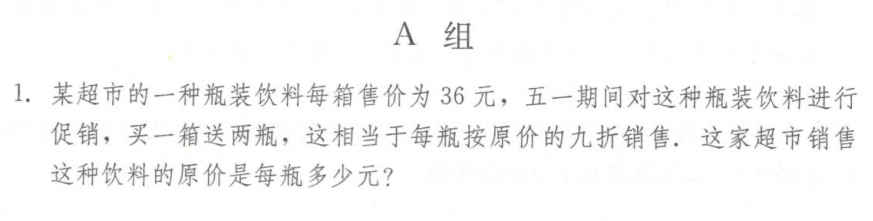 A 组
1. 某超市的一种瓶装饮料每箱售价为 36 元，五一期间对这种瓶装饮料进行
促销，买一箱送两瓶，这相当于每瓶按原价的九折销售．这家超市销售
这种饮料的原价是每瓶多少元？